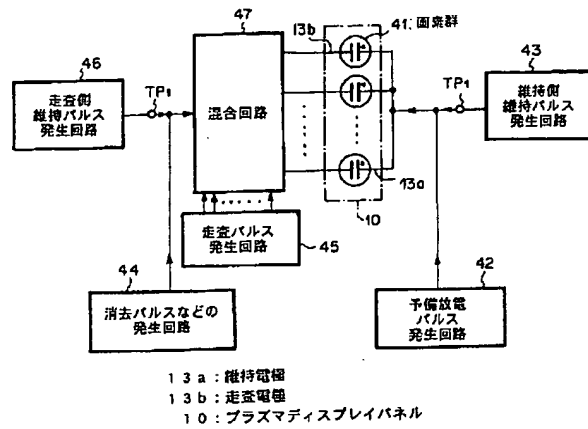 47
13b
41:画素群
46
43
走査側
維持パルス
発生回路
TP1
混合回路
TP1
維持側
維持パルス
発生回路
13a
10
走査パルス
発生回路
45
44
消去パルスなどの
発生回路
42
予備放電
パルス
発生回路
13a:維持電極
13b:走査電極
10:プラズマディスプレイパネル